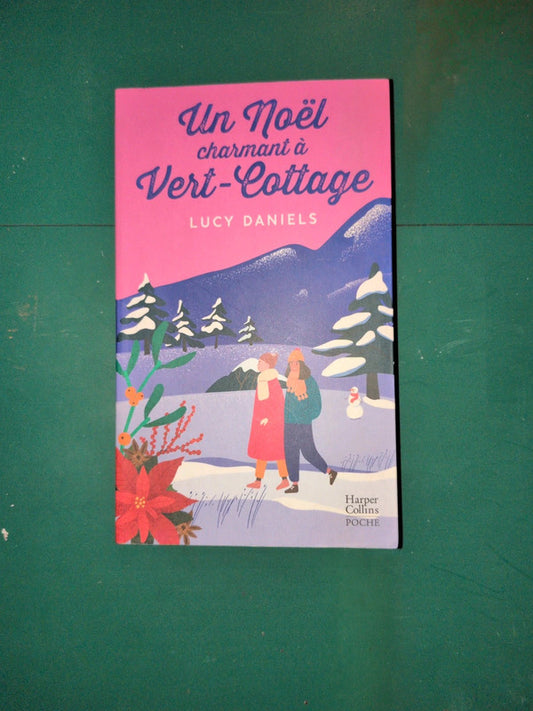 Un Noël
charmant à
Vert-Cottage
LUCY DANIELS
Harper
Collins
POCHE